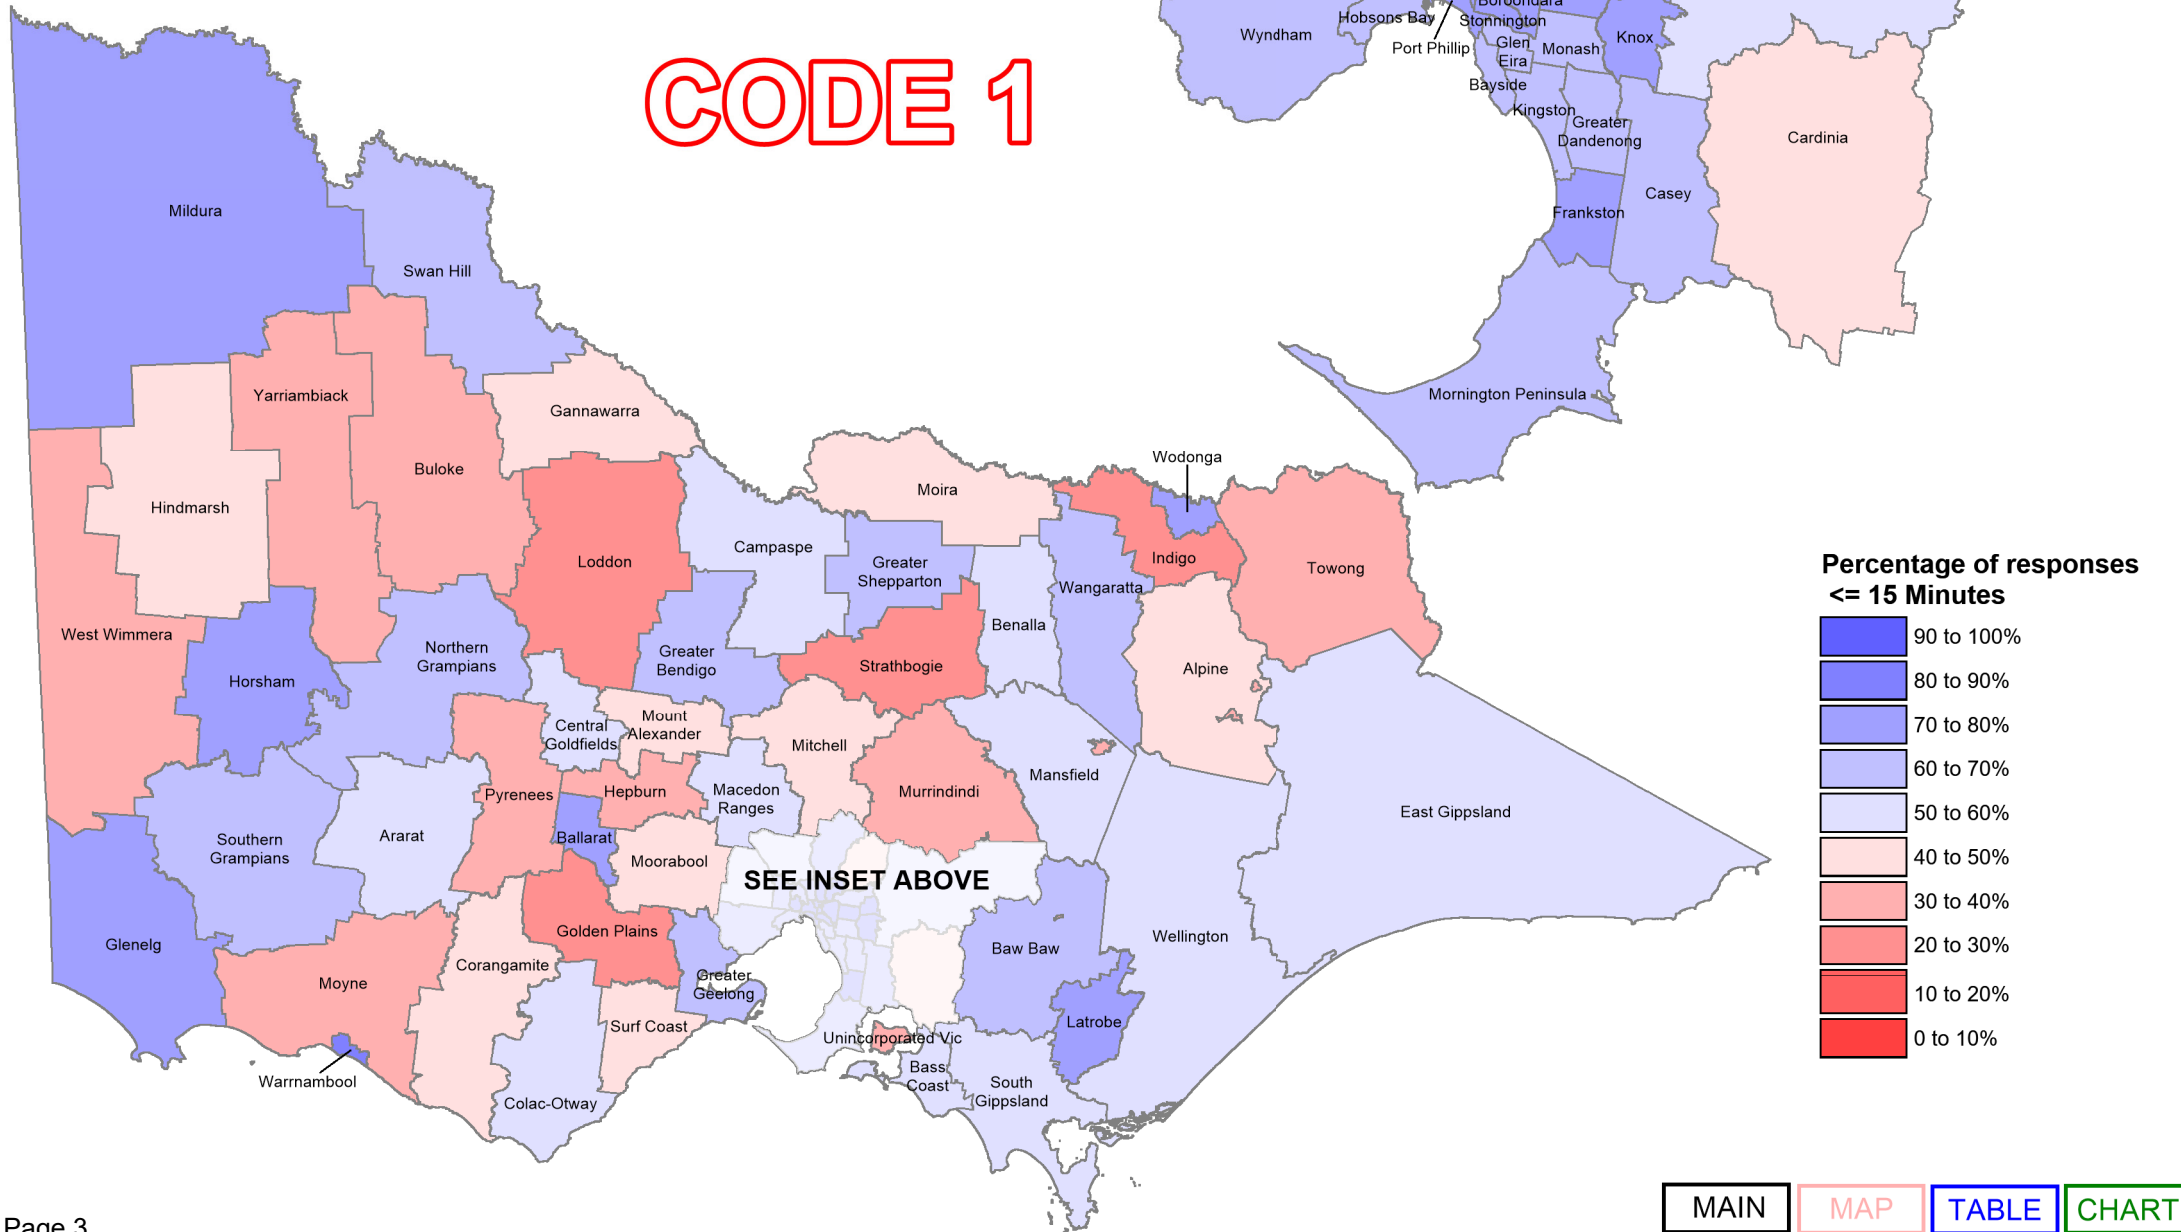 Boroondara
Hobsons Bay
Stonnington
Wyndham
Port Phillip
Glen
Eira
Monash
Knox
Bayside
Kingston
Greater
Dandenong
Cardinia
CODE 1
Casey
Frankston
Mildura
Swan Hill
Mornington Peninsula
Yarriambiack
Gannawarra
Buloke
Wodonga
Moira
Hindmarsh
Campaspe
Loddon
Greater
Shepparton
Indigo
Towong
Wangaratta
Benalla
West Wimmera
Northern
Grampians
Greater
Bendigo
Strathbogie
Alpine
Horsham
Central
Goldfields
Mount
Alexander
Mitchell
Mansfield
Pyrenees
Hepburn
Macedon
Ranges
Murrindindi
East Gippsland
Southern
Grampians
Ararat
Ballarat
Moorabool
SEE INSET ABOVE
Glenelg
Golden Plains
Wellington
Baw Baw
Corangamite
Moyne
Greater
Geelong
Surf Coast
Latrobe
Unincorporated Vic
Warrnambool
Bass
Coast
South
Gippsland
Colac-Otway
Percentage of responses
<= 15 Minutes
90 to 100%
80 to 90%
70 to 80%
60 to 70%
50 to 60%
40 to 50%
30 to 40%
20 to 30%
10 to 20%
0 to 10%
MAIN
MAP
TABLE
CHART
Page 3